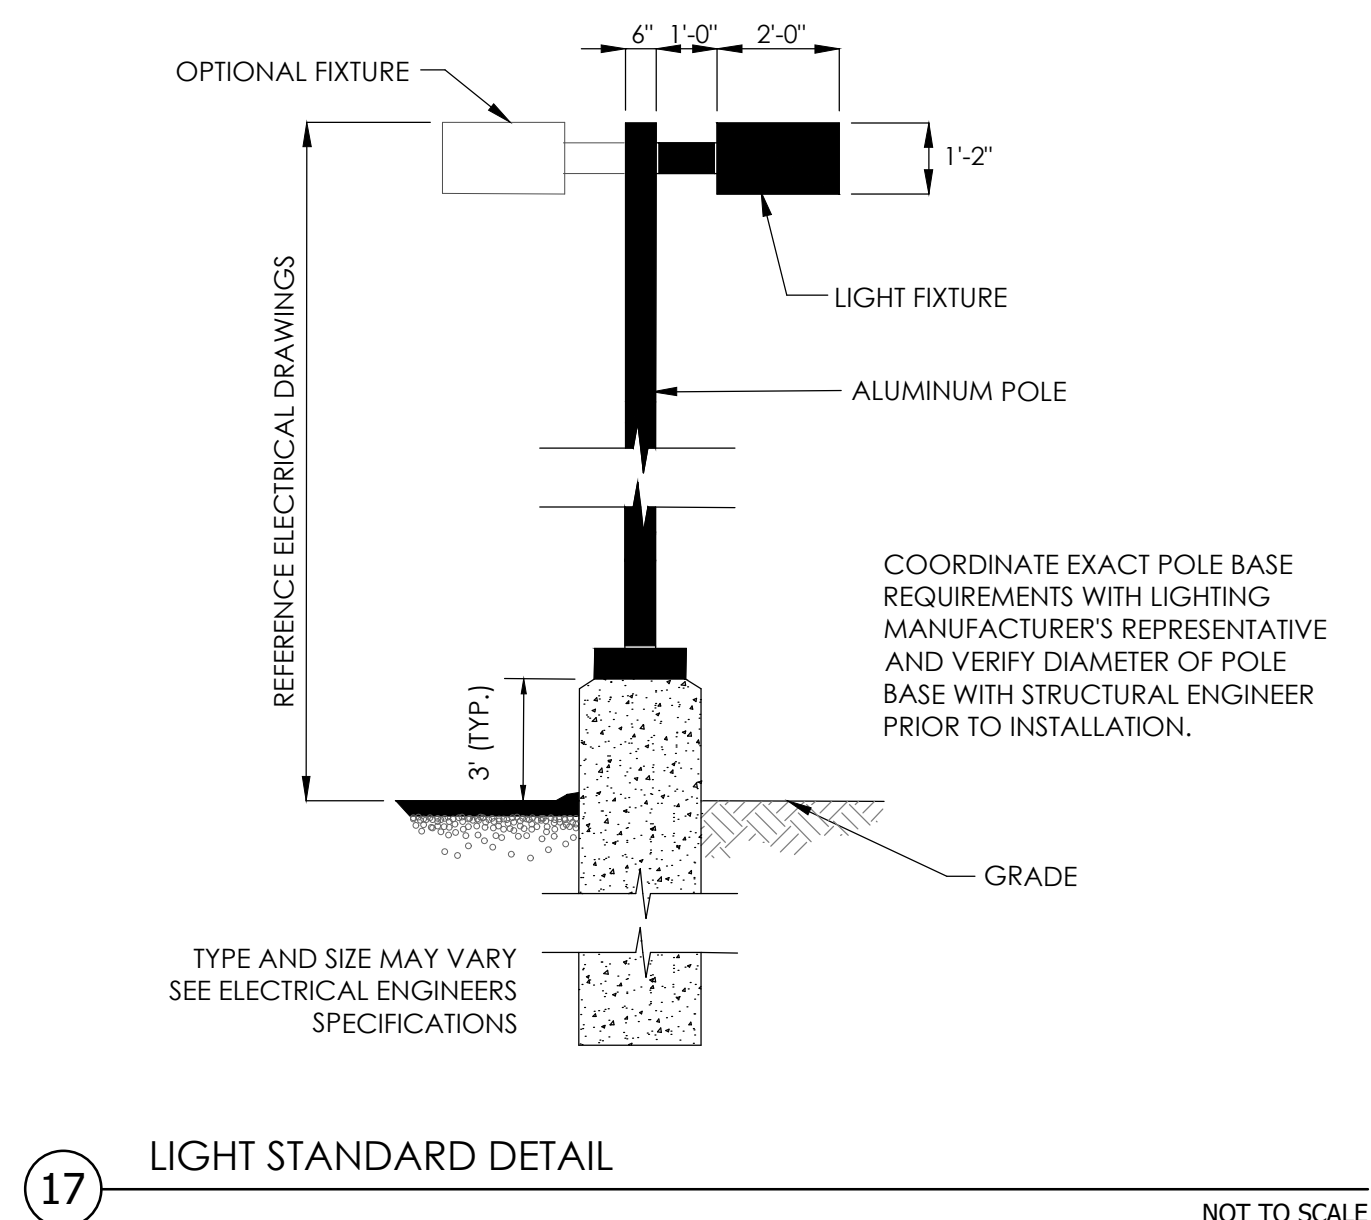 6" 1'-0" 2'-0"
OPTIONAL FIXTURE
1'-2"
REFERENCE ELECTRICAL DRAWINGS
LIGHT FIXTURE
ALUMINUM POLE
COORDINATE EXACT POLE BASE
REQUIREMENTS WITH LIGHTING
MANUFACTURER'S REPRESENTATIVE
AND VERIFY DIAMETER OF POLE
BASE WITH STRUCTURAL ENGINEER
PRIOR TO INSTALLATION.
3' (TYP.)
GRADE
TYPE AND SIZE MAY VARY
SEE ELECTRICAL ENGINEERS
SPECIFICATIONS
17
LIGHT STANDARD DETAIL
NOT TO SCALE